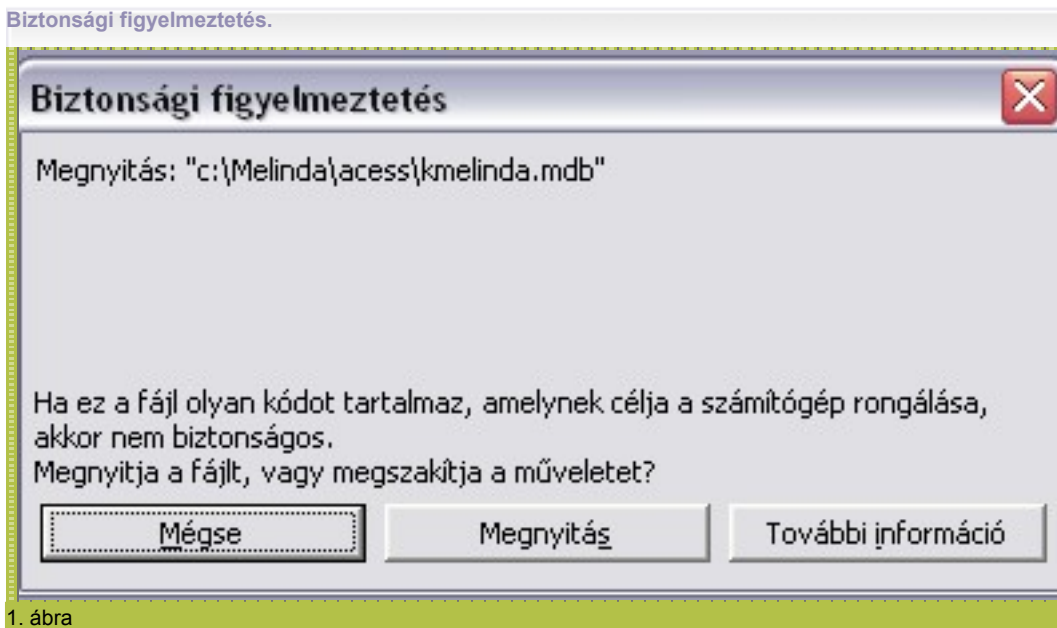 Biztonsági figyelmeztetés.
Biztonsági figyelmeztetés
Megnyitás: "c:\Melinda\acess\kmelinda.mdb"
Ha ez a fájl olyan kódot tartalmaz, amelynek célja a számítógép rongálása,
akkor nem biztonságos.
Megnyitja a fájlt, vagy megszakítja a műveletet?
Mégse Megnyitás További információ
1. ábra